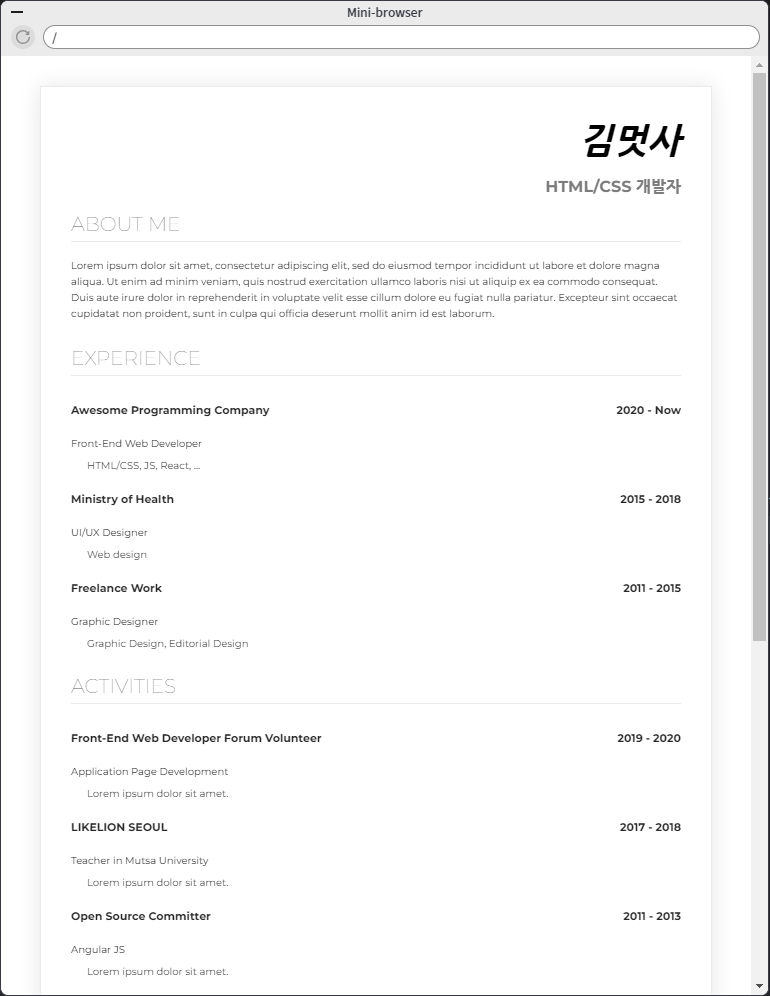 Mini-browser
/
김멋사
HTML/CSS 개발자
ABOUT ME
Lorem ipsum dolor sit amet, consectetur adipiscing elit, sed do eiusmod tempor incididunt ut labore et dolore magna
aliqua. Ut enim ad minim veniam, quis nostrud exercitation ullamco laboris nisi ut aliquip ex ea commodo consequat.
Duis aute irure dolor in reprehenderit in voluptate velit esse cillum dolore eu fugiat nulla pariatur. Excepteur sint occaecat
cupidatat non proident, sunt in culpa qui officia deserunt mollit anim id est laborum.
EXPERIENCE
Awesome Programming Company 2020 - Now
Front-End Web Developer
HTML/CSS, JS, React, ...
Ministry of Health 2015 - 2018
UI/UX Designer
Web design
Freelance Work 2011 - 2015
Graphic Designer
Graphic Design, Editorial Design
ACTIVITIES
Front-End Web Developer Forum Volunteer 2019 - 2020
Application Page Development
Lorem ipsum dolor sit amet.
LIKELION SEOUL 2017 - 2018
Teacher in Mutsa University
Lorem ipsum dolor sit amet.
Open Source Committer 2011 - 2013
Angular JS
Lorem ipsum dolor sit amet.